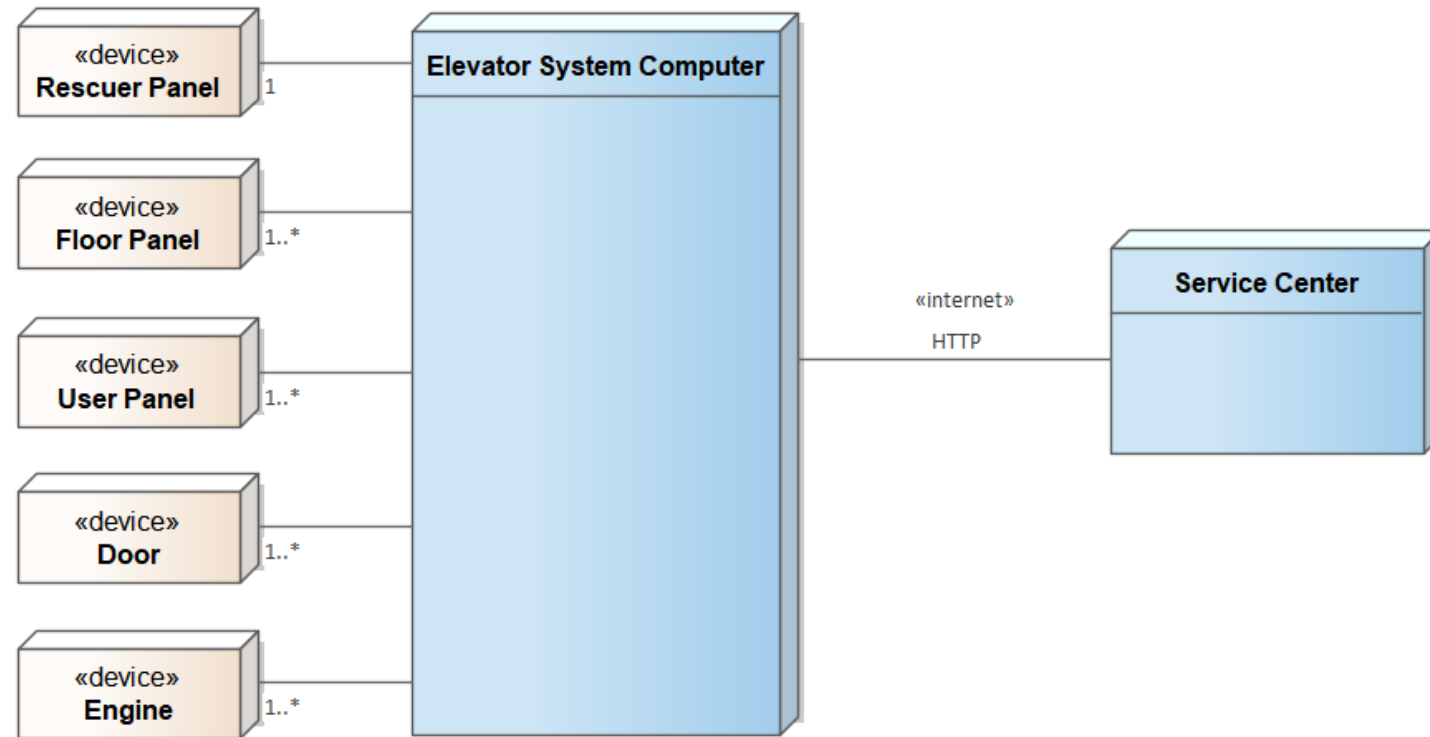 «device»
Rescuer Panel
1
«device»
Floor Panel
1..*
«device»
User Panel
1..*
«device»
Door
1..*
«device»
Engine
1..*
Elevator System Computer
«internet»
HTTP
Service Center